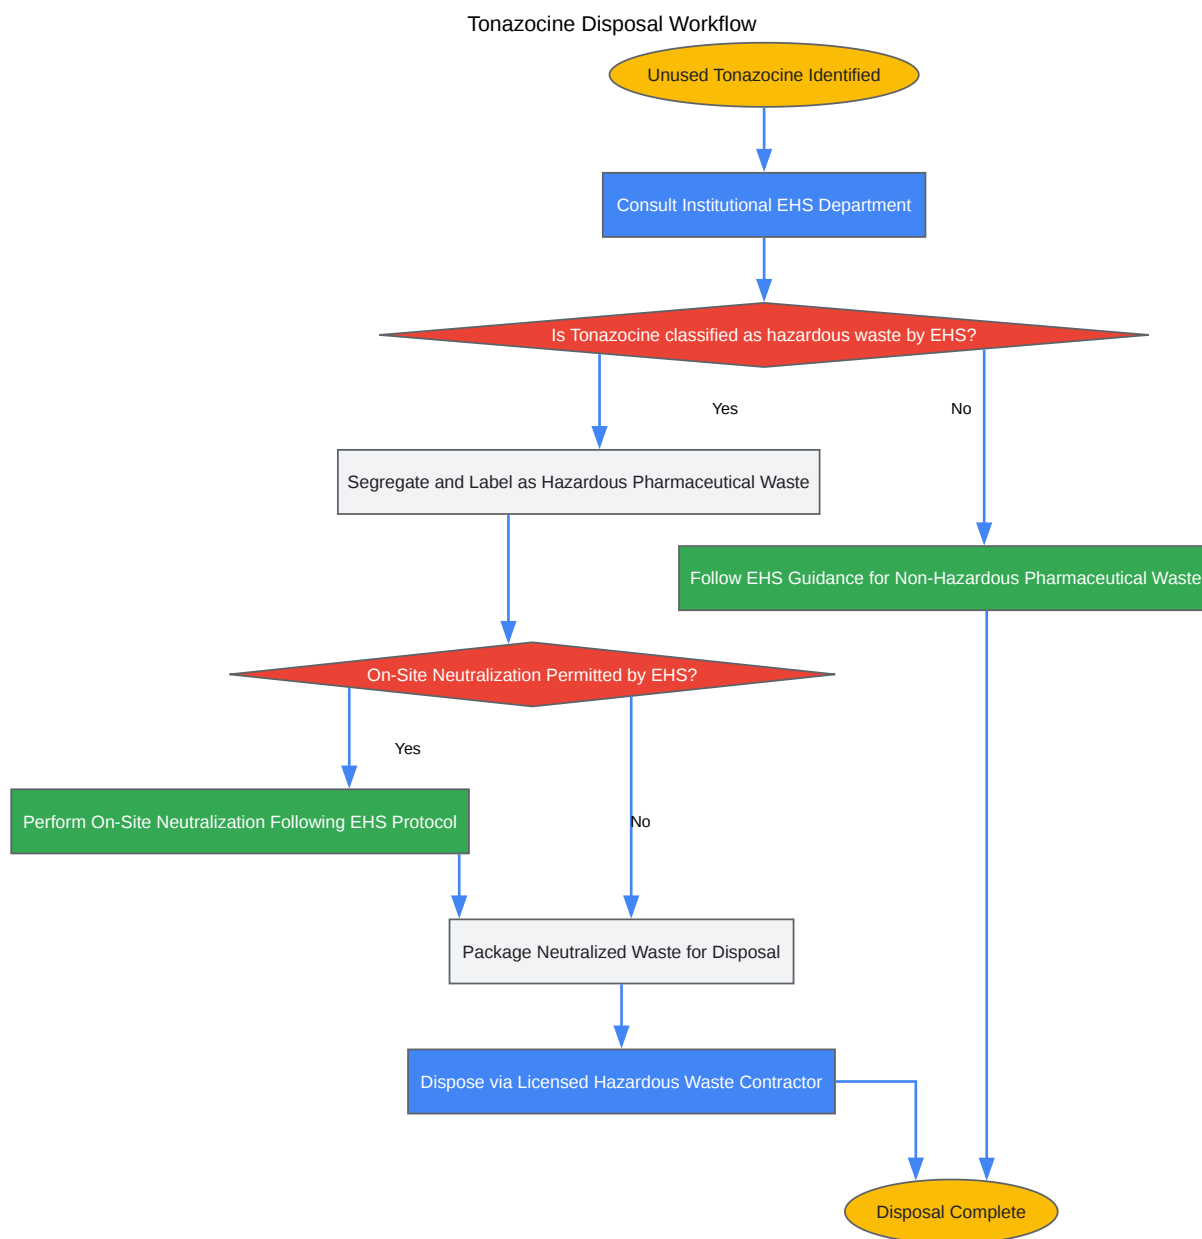 Tonazocine Disposal Workflow
Unused Tonazocine Identified
Consult Institutional EHS Department
Is Tonazocine classified as hazardous waste by EHS?
Yes
No
Segregate and Label as Hazardous Pharmaceutical Waste
Follow EHS Guidance for Non-Hazardous Pharmaceutical Waste
On-Site Neutralization Permitted by EHS?
Yes
Perform On-Site Neutralization Following EHS Protocol
No
Package Neutralized Waste for Disposal
Dispose via Licensed Hazardous Waste Contractor
Disposal Complete